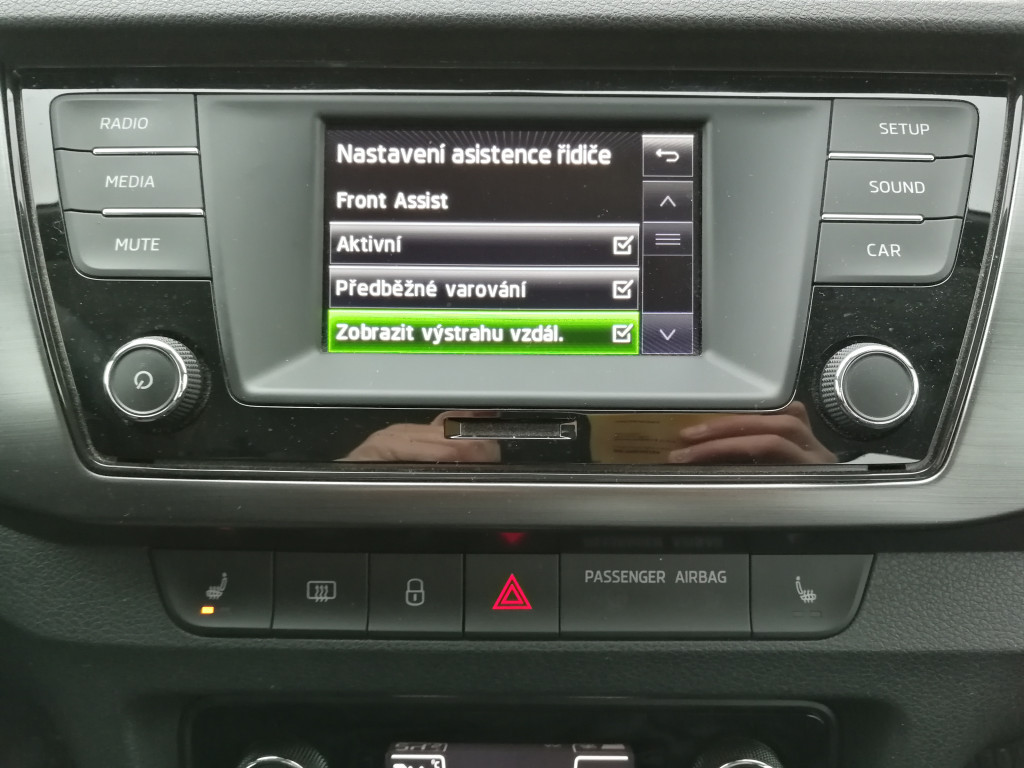 RADIO
MEDIA
MUTE
Nastavení asistence řidiče
Front Assist
Aktivní
Předběžné varování
Zobrazit výstrahu vzdál.
SETUP
SOUND
CAR
PASSENGER AIRBAG